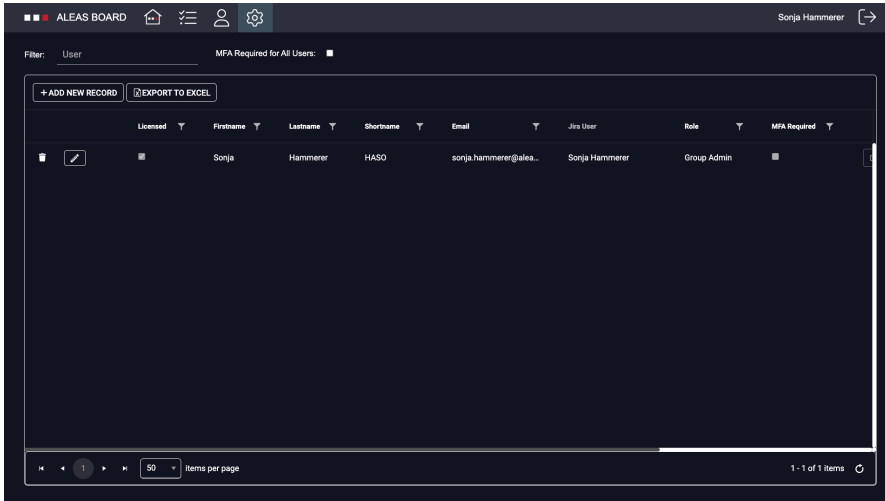 ALEAS BOARD
Sonja Hammerer
Filter: User MFA Required for All Users:
+ ADD NEW RECORD EXPORT TO EXCEL
Licensed Firstname Lastname Shortname Email Jira User Role MFA Required
Sonja Hammerer HASO sonja.hammerer@alea... Sonja Hammerer Group Admin
1 50 items per page 1 - 1 of 1 items